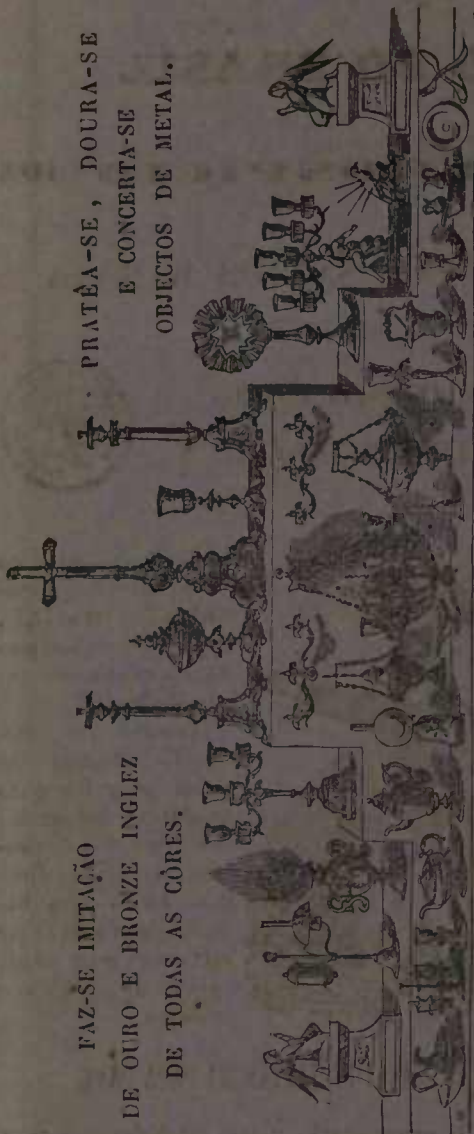 FAZ-SE IMITAÇÃO
DE OURO E BRONZE INGLEZ
DE TODAS AS CÔRES.
PRATÊA-SE, DOURA-SE
E CONCERTA-SE
OBJECTOS DE METAL.